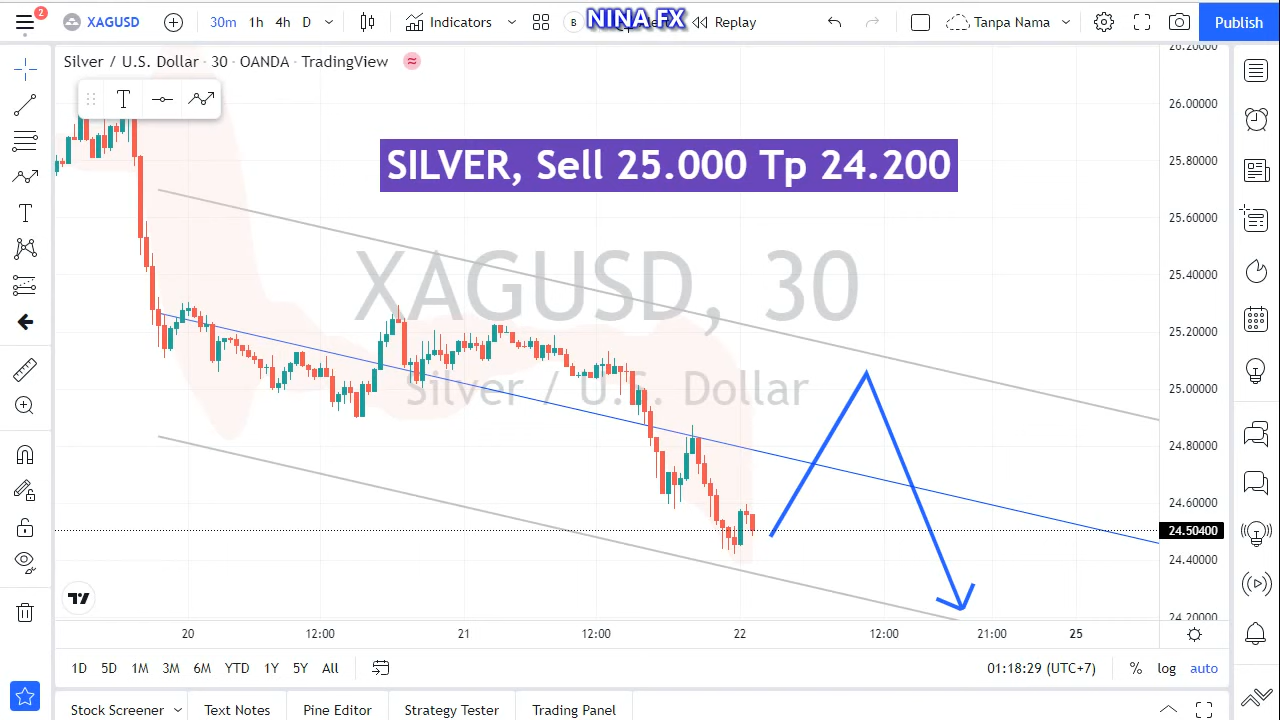 2
XAGUSD
30m 1h 4h D
Indicators
B
NINA FX
Replay
Tanpa Nama
Publish
Silver / U.S. Dollar · 30 · OANDA · TradingView
≈
T
SILVER, Sell 25.000 Tp 24.200
XAGUSD, 30
Silver / U.S. Dollar
26.20000
26.00000
25.80000
25.60000
25.40000
25.20000
25.00000
24.80000
24.60000
24.50400
24.40000
24.20000
20 12:00 21 12:00 22 12:00 21:00 25
1D 5D 1M 3M 6M YTD 1Y 5Y All
01:18:29 (UTC+7) % log auto
Stock Screener Text Notes Pine Editor Strategy Tester Trading Panel